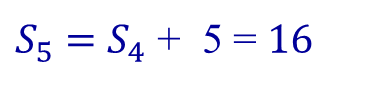 S₅ = S₄ + 5 = 16